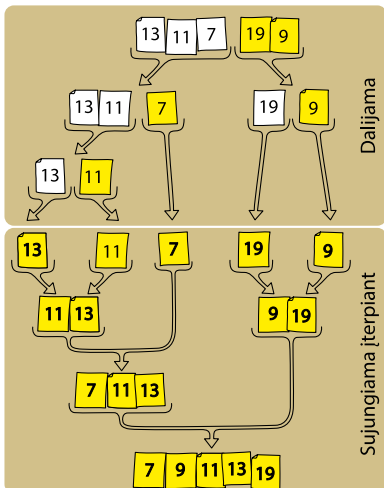 13 11 7 19 9
13 11 7 19 9
13 11
Dalijama
13 11 7 19 9
11 13 9 19
7 11 13
7 9 11 13 19
Sujungiama įterpiant